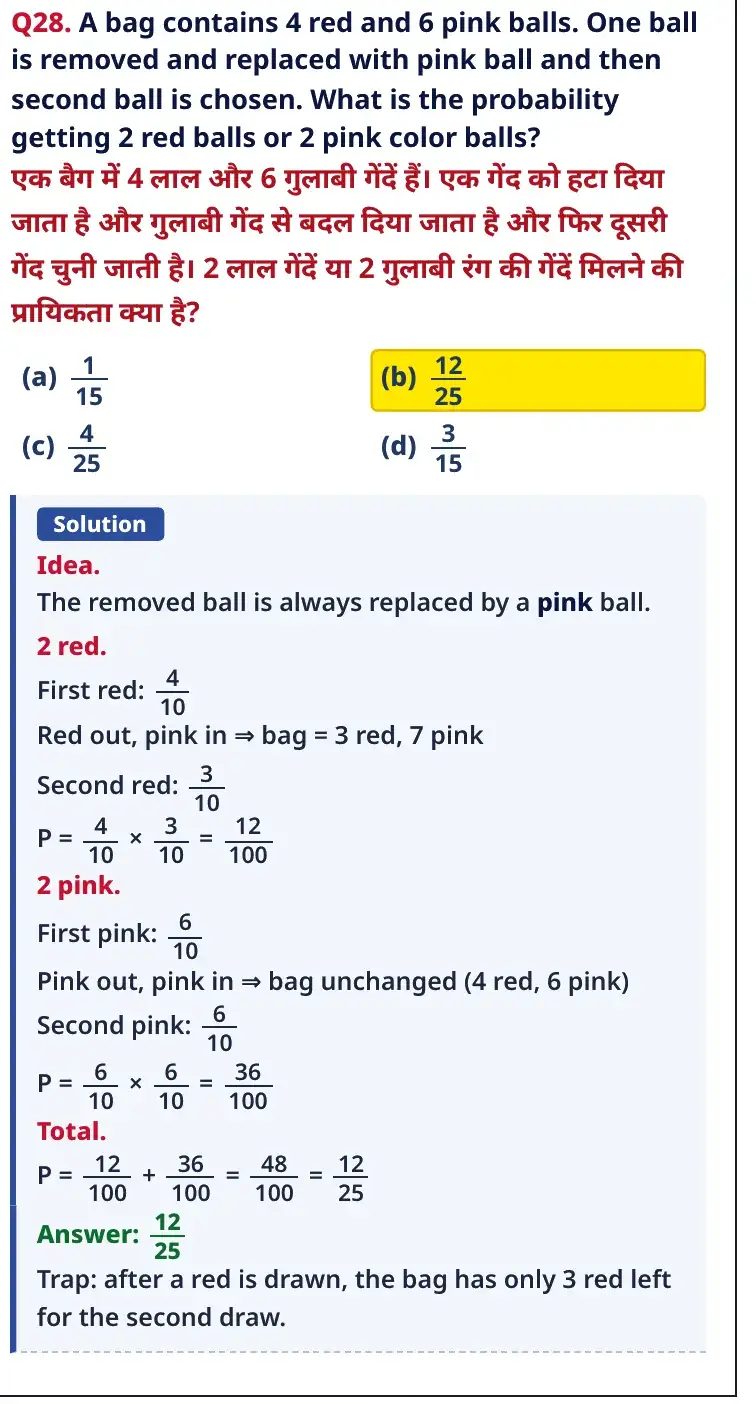 Q28. A bag contains 4 red and 6 pink balls. One ball
is removed and replaced with pink ball and then
second ball is chosen. What is the probability
getting 2 red balls or 2 pink color balls?
एक बैग में 4 लाल और 6 गुलाबी गेंदें हैं। एक गेंद को हटा दिया
जाता है और गुलाबी गेंद से बदल दिया जाता है और फिर दूसरी
गेंद चुनी जाती है। 2 लाल गेंदें या 2 गुलाबी रंग की गेंदें मिलने की
प्रायिकता क्या है?
(a) 1/15 (b) 12/25
(c) 4/25 (d) 3/15
Solution
Idea.
The removed ball is always replaced by a pink ball.
2 red.
First red: 4/10
Red out, pink in ⇒ bag = 3 red, 7 pink
Second red: 3/10
P = 4/10 × 3/10 = 12/100
2 pink.
First pink: 6/10
Pink out, pink in ⇒ bag unchanged (4 red, 6 pink)
Second pink: 6/10
P = 6/10 × 6/10 = 36/100
Total.
P = 12/100 + 36/100 = 48/100 = 12/25
Answer: 12/25
Trap: after a red is drawn, the bag has only 3 red left
for the second draw.